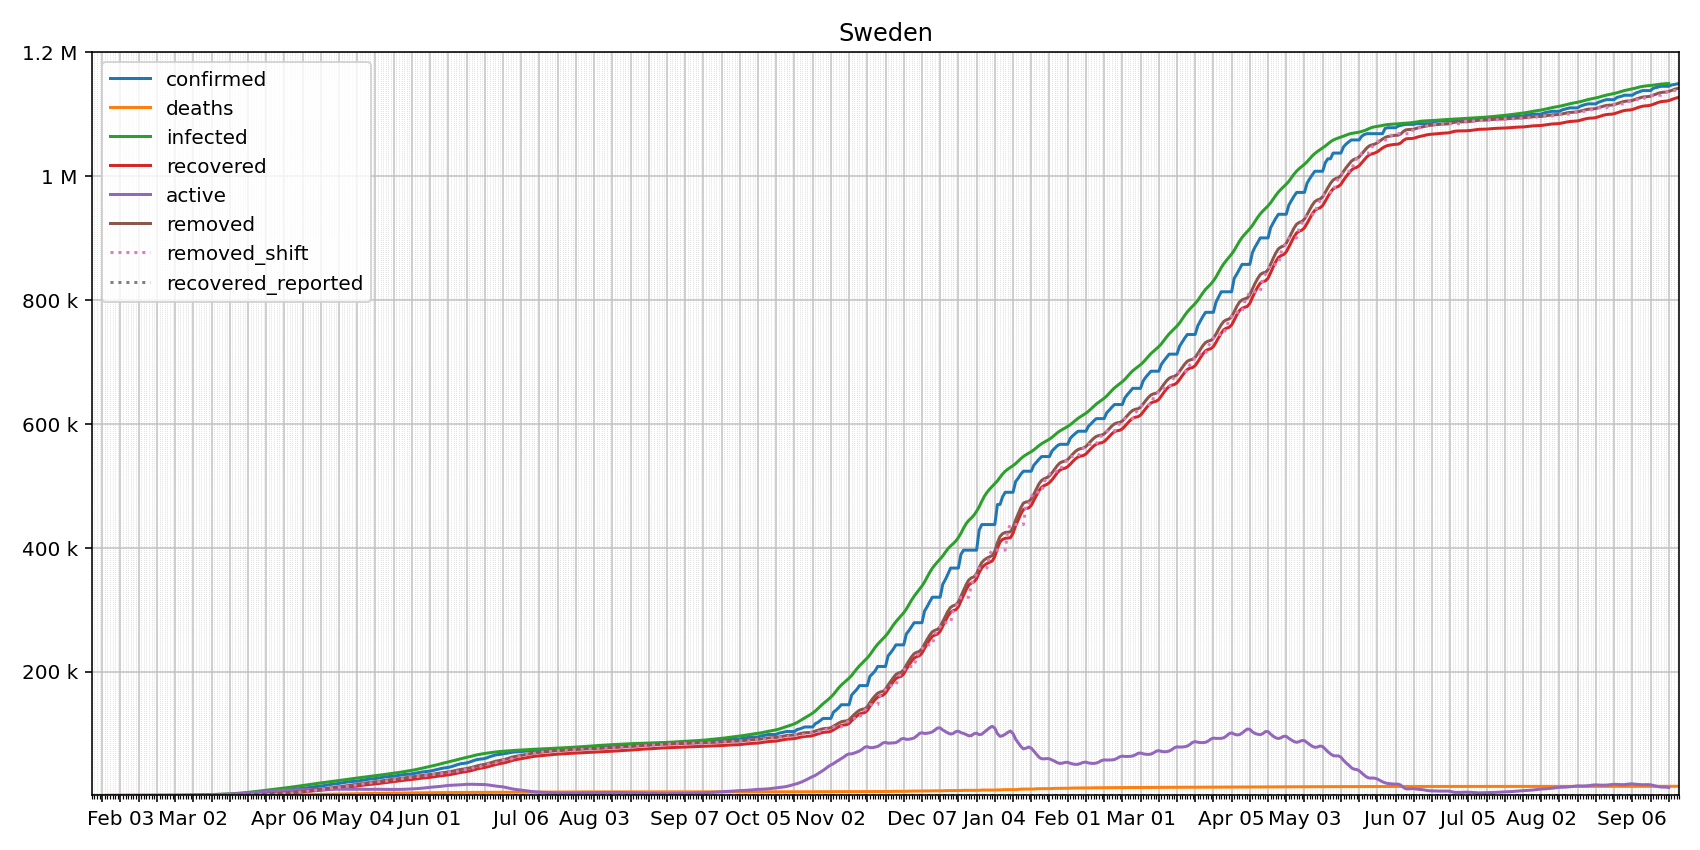 Sweden
1.2 M
1 M
800 k
600 k
400 k
200 k
confirmed
deaths
infected
recovered
active
removed
removed_shift
recovered_reported
Feb 03 Mar 02 Apr 06 May 04 Jun 01 Jul 06 Aug 03 Sep 07 Oct 05 Nov 02 Dec 07 Jan 04 Feb 01 Mar 01 Apr 05 May 03 Jun 07 Jul 05 Aug 02 Sep 06